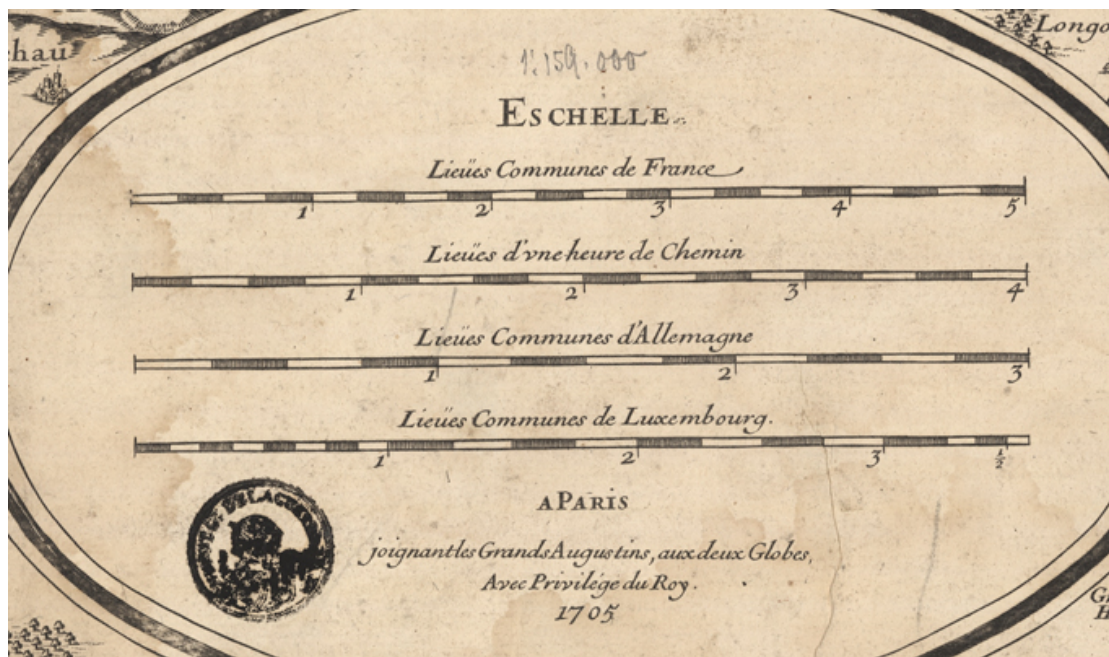 chau
Longo
1:159.000
ESCHELLE.
Lieües Communes de France
1 2 3 4 5
Lieües d'vne heure de Chemin
1 2 3 4
Lieües Communes d'Allemagne
1 2 3
Lieües Communes de Luxembourg.
1 2 3 ½
A PARIS
joignant les Grands Augustins, aux deux Globes,
Avec Privilége du Roy.
1705